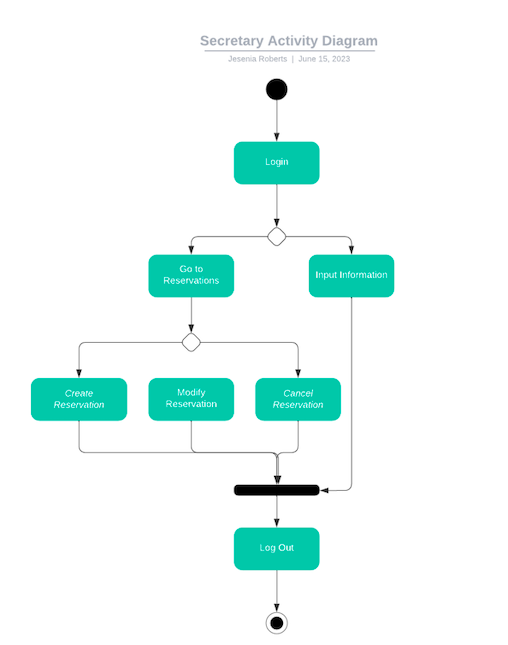 Secretary Activity Diagram
Jesenia Roberts | June 15, 2023
Login
Go to
Reservations
Input Information
Create
Reservation
Modify
Reservation
Cancel
Reservation
Log Out